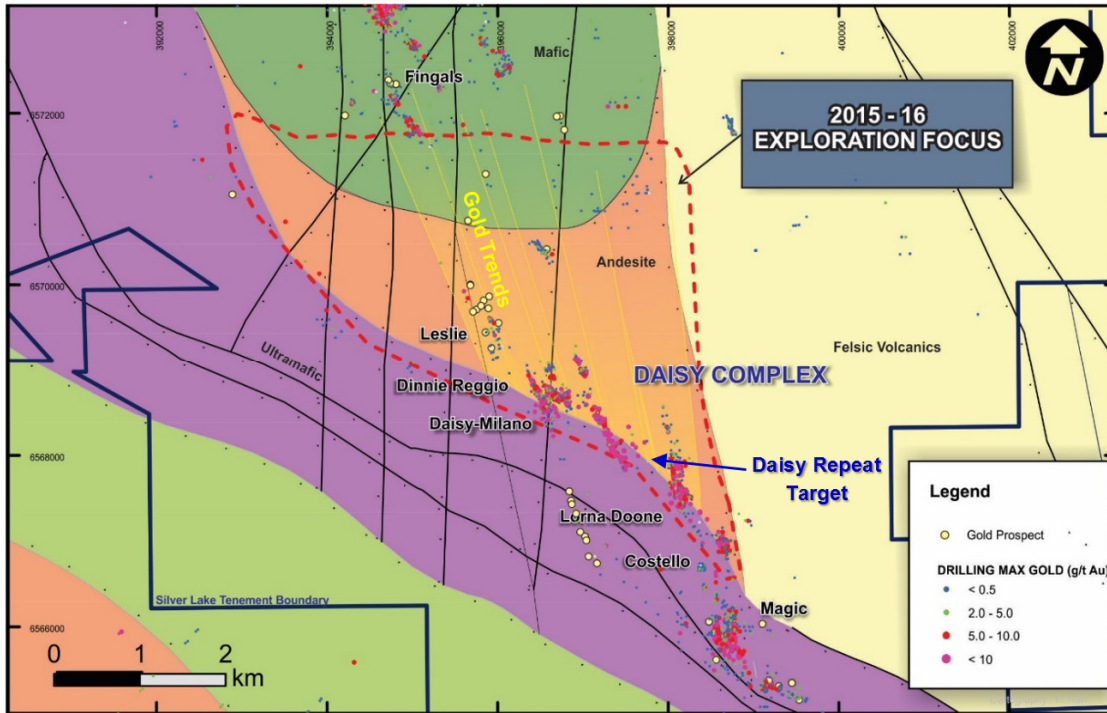 392000
394000
396000
398000
400000
402000
N
Mafic
Fingals
6572000
2015 - 16
EXPLORATION FOCUS
Gold Trends
Andesite
6570000
Leslie
Felsic Volcanics
Ultramafic
DAISY COMPLEX
Dinnie Reggio
Daisy-Milano
6568000
Daisy Repeat
Target
Lorna Doone
Costello
Silver Lake Tenement Boundary
Magic
6566000
0 1 2
km
Legend
Gold Prospect
DRILLING MAX GOLD (g/t Au)
< 0.5
2.0 - 5.0
5.0 - 10.0
< 10